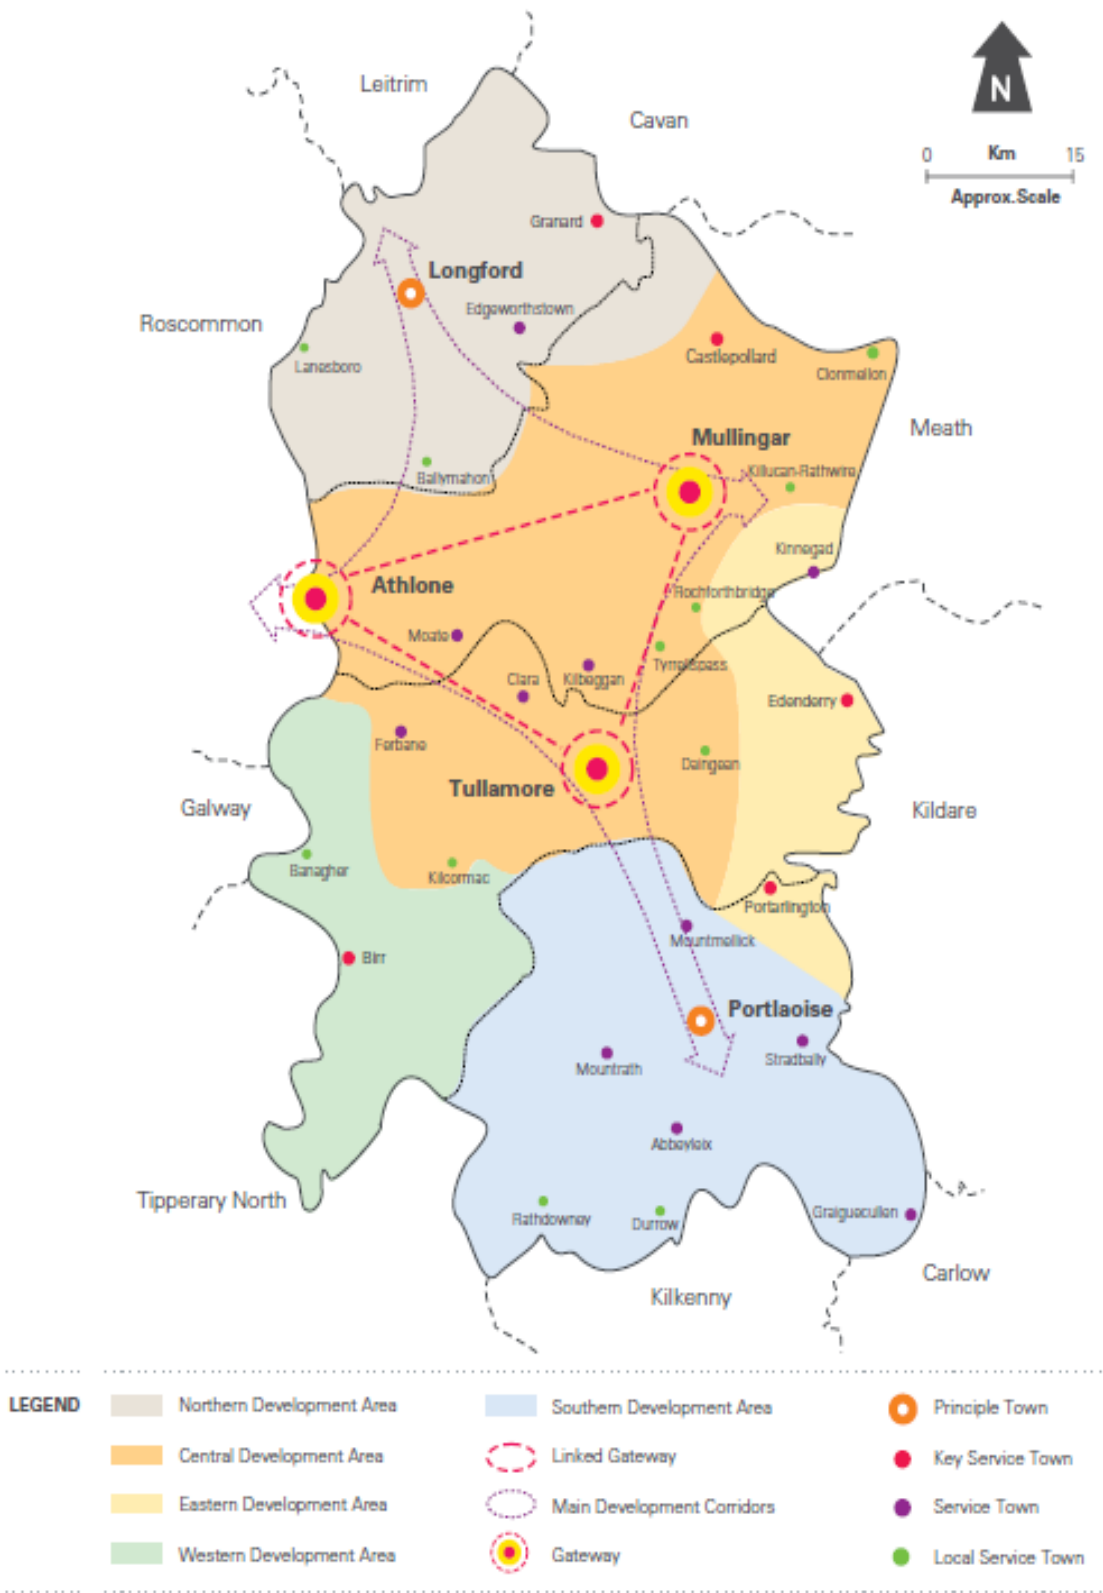 Leitrim
Cavan
N
0 Km 15
Approx.Scale
Granard
Longford
Edgeworthstown
Roscommon
Lanesboro
Castlepollard
Clonmellon
Meath
Mullingar
Killucan-Rathwire
Ballymahon
Kinnegad
Athlone
Rochfortbridge
Moate
Tyrrellspass
Clara
Kilbeggan
Edenderry
Ferbane
Daingean
Tullamore
Galway
Kildare
Banagher
Kilcormac
Portarlington
Mountmellick
Birr
Portlaoise
Stradbally
Mountrath
Abbeyleix
Tipperary North
Rathdowney
Durrow
Graiguecullen
Carlow
Kilkenny
LEGEND
Northern Development Area
Central Development Area
Eastern Development Area
Western Development Area
Southern Development Area
Linked Gateway
Main Development Corridors
Gateway
Principle Town
Key Service Town
Service Town
Local Service Town